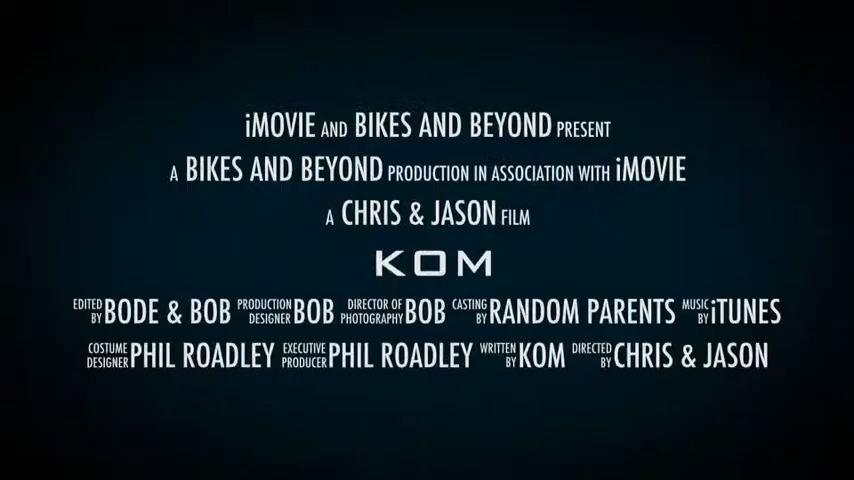 iMOVIE AND BIKES AND BEYOND PRESENT
A BIKES AND BEYOND PRODUCTION IN ASSOCIATION WITH iMOVIE
A CHRIS & JASON FILM
KOM
EDITED BY BODE & BOB PRODUCTION DESIGNER BOB DIRECTOR OF PHOTOGRAPHY BOB CASTING BY RANDOM PARENTS MUSIC BY iTUNES
COSTUME DESIGNER PHIL ROADLEY EXECUTIVE PRODUCER PHIL ROADLEY WRITTEN BY KOM DIRECTED BY CHRIS & JASON